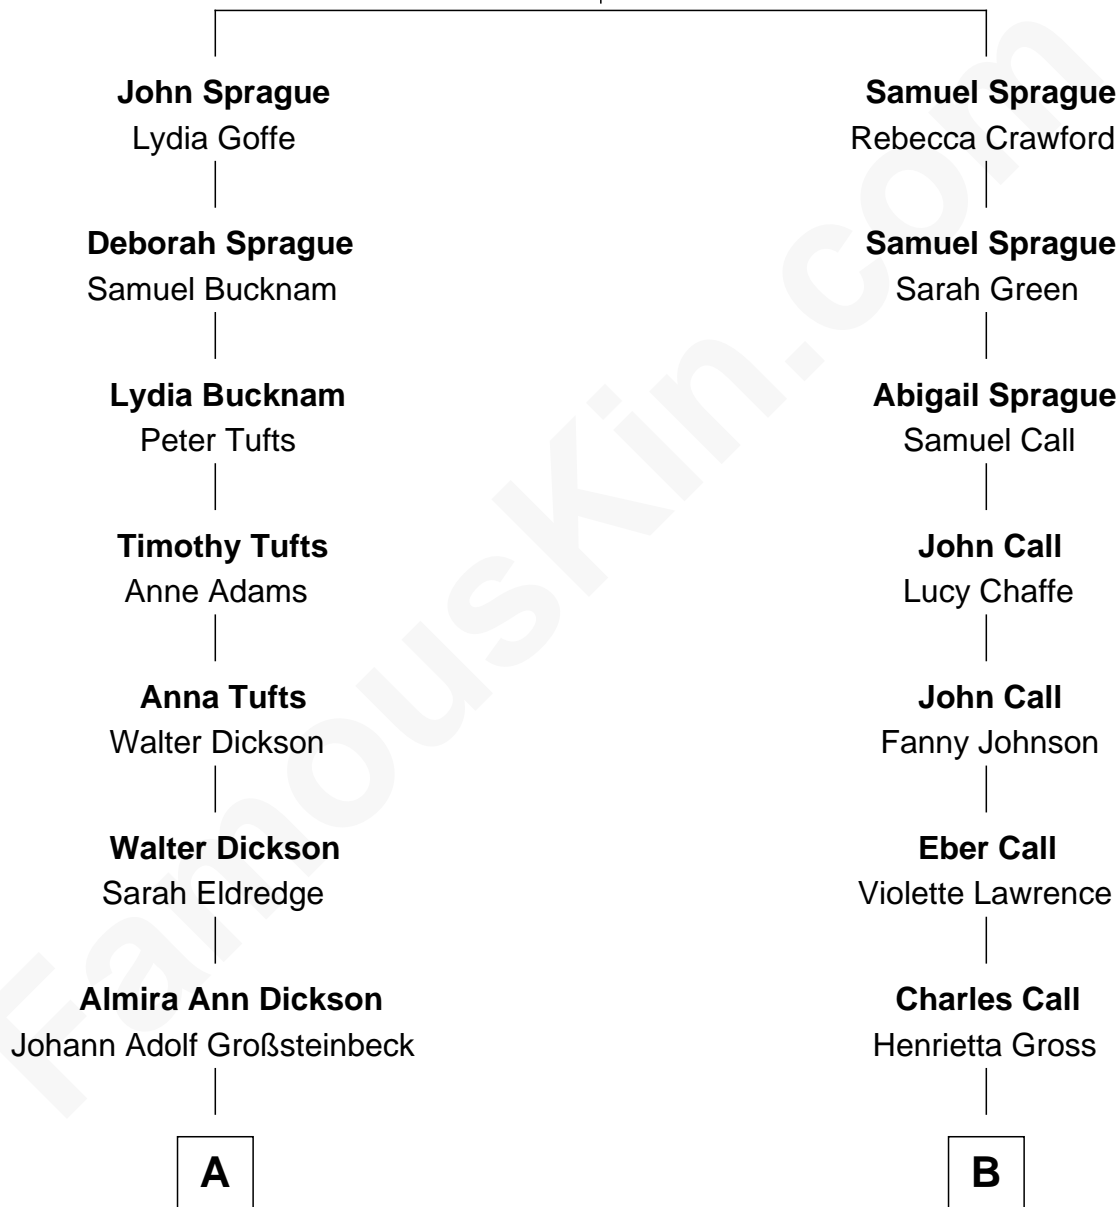 John Sprague
Lydia Goffe
Deborah Sprague
Samuel Bucknam
Lydia Bucknam
Peter Tufts
Timothy Tufts
Anne Adams
Anna Tufts
Walter Dickson
Walter Dickson
Sarah Eldredge
Almira Ann Dickson
Johann Adolf Großsteinbeck
A
Samuel Sprague
Rebecca Crawford
Samuel Sprague
Sarah Green
Abigail Sprague
Samuel Call
John Call
Lucy Chaffe
John Call
Fanny Johnson
Eber Call
Violette Lawrence
Charles Call
Henrietta Gross
B
FamousKin.com